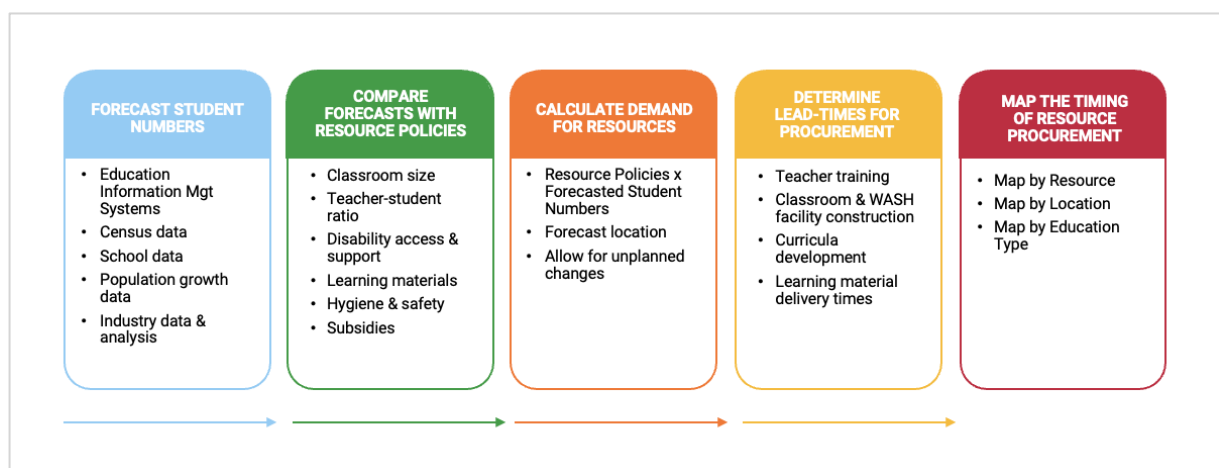 FORECAST STUDENT
NUMBERS
• Education
Information Mgt
Systems
• Census data
• School data
• Population growth
data
• Industry data &
analysis
COMPARE
FORECASTS WITH
RESOURCE POLICIES
• Classroom size
• Teacher-student
ratio
• Disability access &
support
• Learning materials
• Hygiene & safety
• Subsidies
CALCULATE DEMAND
FOR RESOURCES
• Resource Policies x
Forecasted Student
Numbers
• Forecast location
• Allow for unplanned
changes
DETERMINE
LEAD-TIMES FOR
PROCUREMENT
• Teacher training
• Classroom & WASH
facility construction
• Curricula
development
• Learning material
delivery times
MAP THE TIMING
OF RESOURCE
PROCUREMENT
• Map by Resource
• Map by Location
• Map by Education
Type